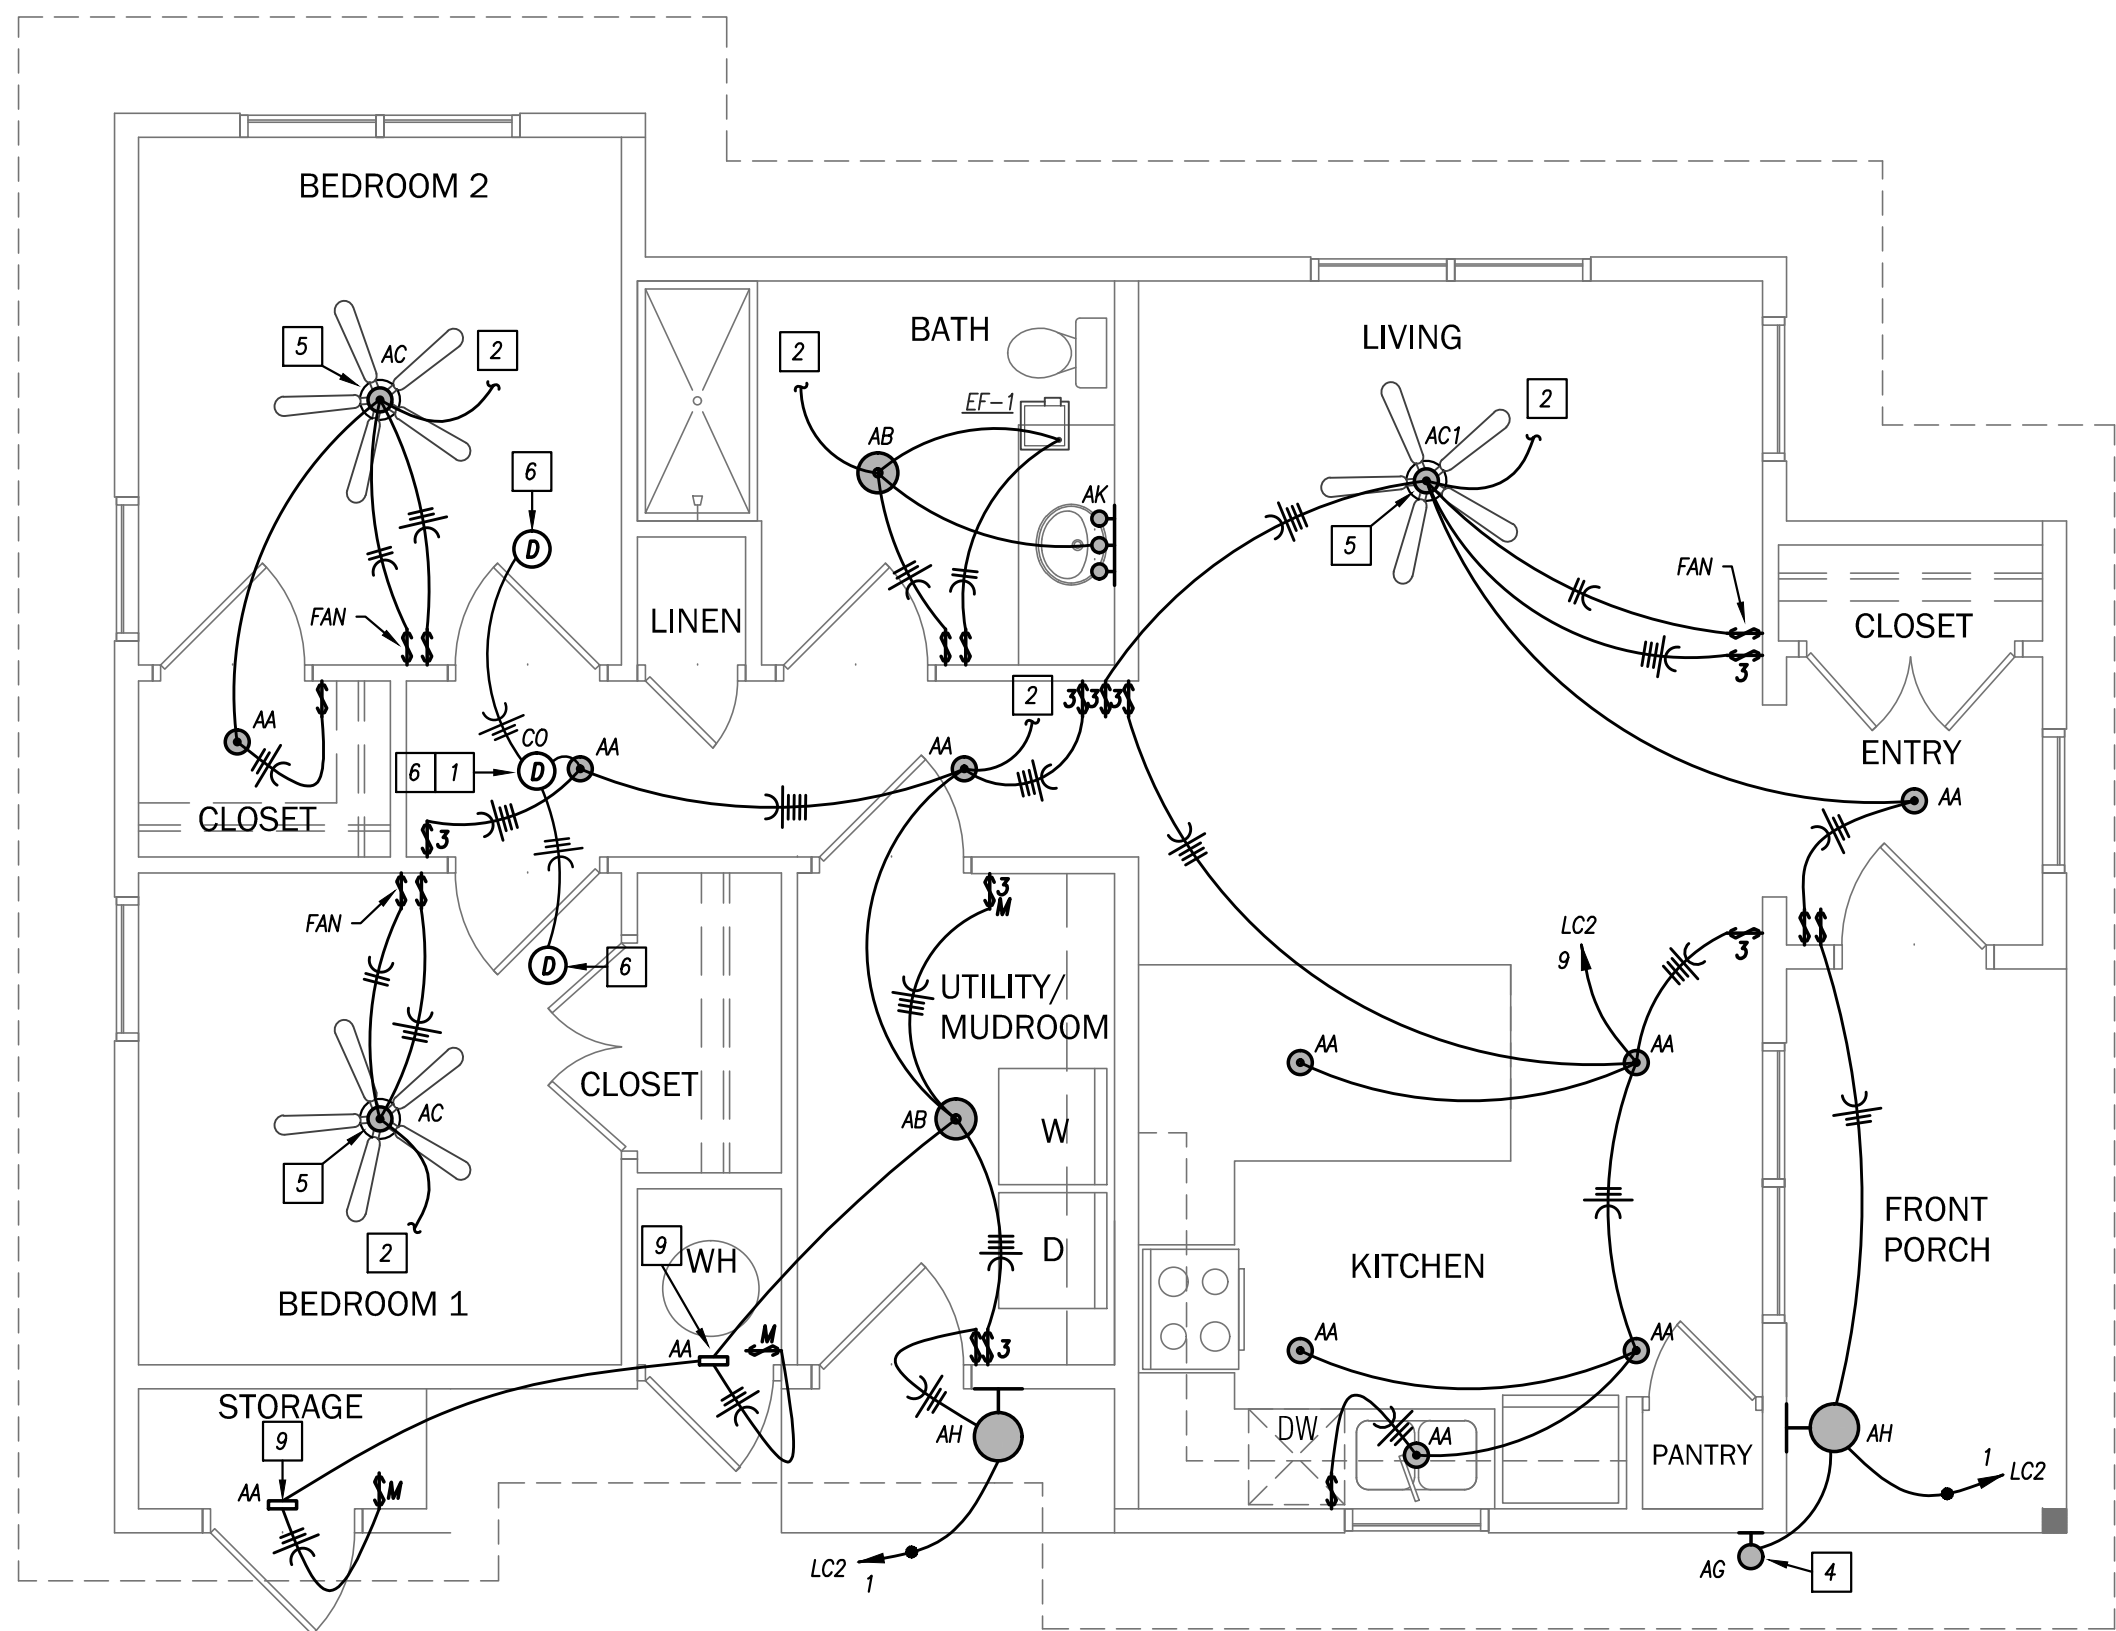 BEDROOM 2
5
AC
2
BATH
2
LIVING
EF-1
2
AB
AC1
6
AK
D
5
FAN
FAN
LINEN
CLOSET
3
2
3
3
3
AA
CO
AA
AA
ENTRY
6
1
D
AA
CLOSET
3
3
M
FAN
LC2
9
3
D
6
UTILITY/
MUDROOM
AA
AA
CLOSET
AC
AB
W
5
FRONT
PORCH
2
9
WH
D
KITCHEN
BEDROOM 1
AA
M
3
AA
AA
STORAGE
9
DW
AA
PANTRY
AH
AH
1
LC2
AA
M
LC2
1
AG
4